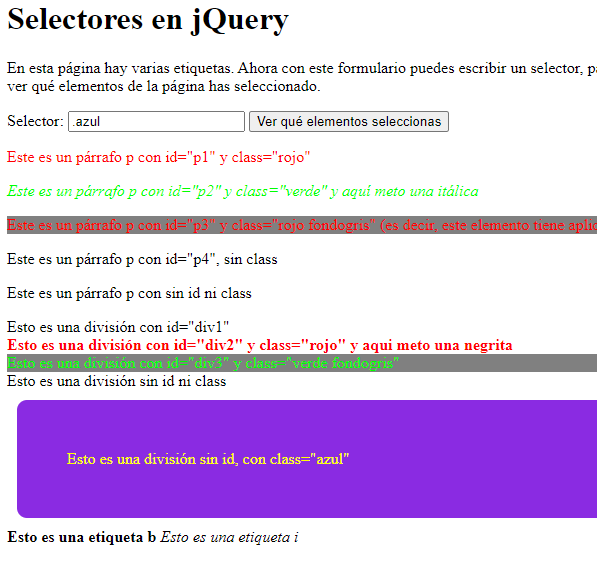 Selectores en jQuery
En esta página hay varias etiquetas. Ahora con este formulario puedes escribir un selector,
ver qué elementos de la página has seleccionado.
Selector: .azul Ver qué elementos seleccionas
Este es un párrafo p con id="p1" y class="rojo"
Este es un párrafo p con id="p2" y class="verde" y aquí meto una itálica
Este es un párrafo p con id="p3" y class="rojo fondogris" (es decir, este elemento tiene
Este es un párrafo p con id="p4", sin class
Este es un párrafo p con sin id ni class
Esto es una división con id="div1"
Esto es una división con id="div2" y class="rojo" y aqui meto una negrita
Esto es una división con id="div3" y class="verde fondogris"
Esto es una división sin id ni class
Esto es una división sin id, con class="azul"
Esto es una etiqueta b Esto es una etiqueta i